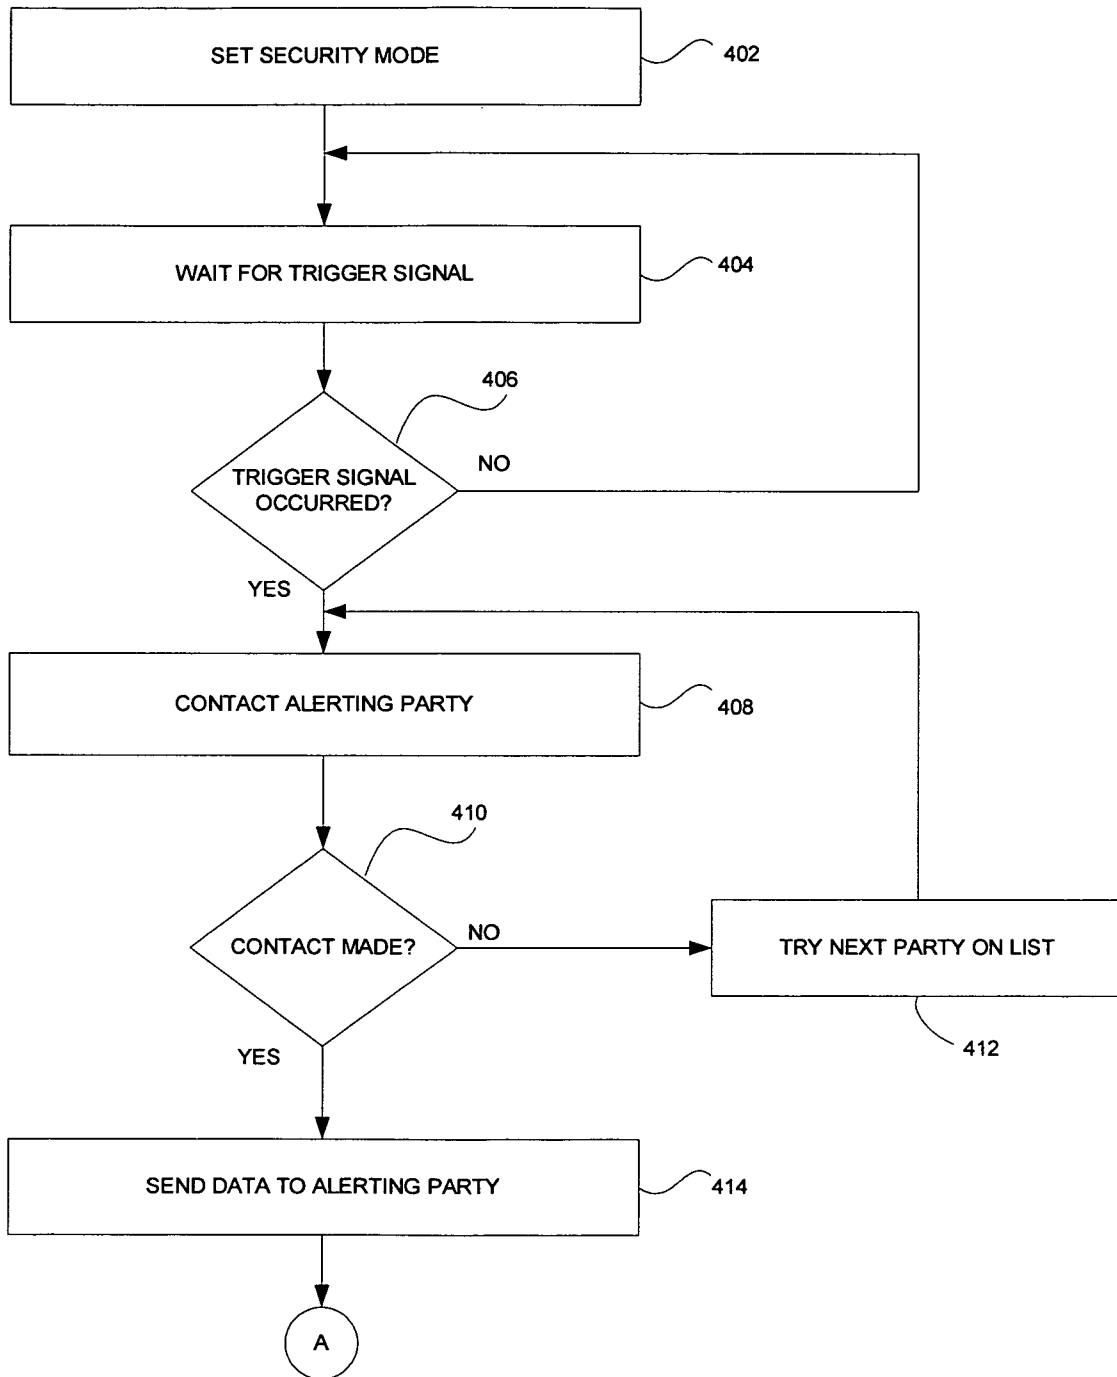 SET SECURITY MODE
402
WAIT FOR TRIGGER SIGNAL
404
406
TRIGGER SIGNAL
OCCURRED?
NO
YES
CONTACT ALERTING PARTY
408
410
CONTACT MADE?
NO
TRY NEXT PARTY ON LIST
412
YES
SEND DATA TO ALERTING PARTY
414
A